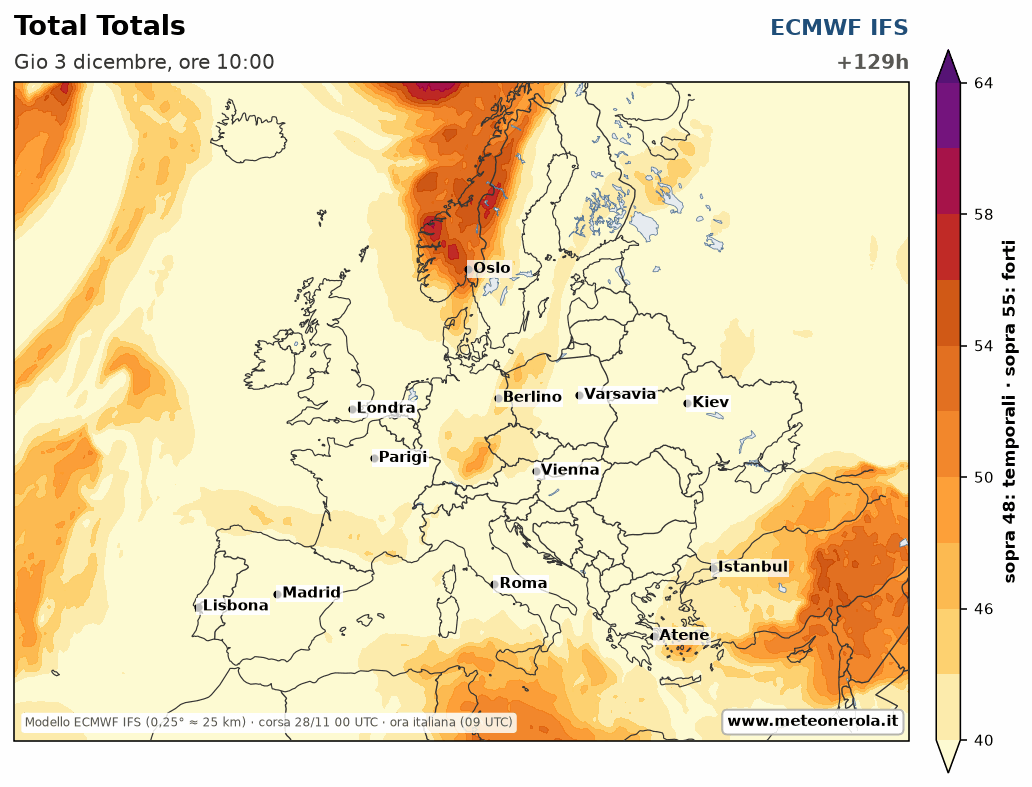 Total Totals
ECMWF IFS
Gio 3 dicembre, ore 10:00
+129h
64
58
54
50
46
40
sopra 48: temporali · sopra 55: forti
Oslo
Berlino
Varsavia
Kiev
Londra
Parigi
Vienna
Istanbul
Roma
Madrid
Lisbona
Atene
Modello ECMWF IFS (0,25° ≈ 25 km) · corsa 28/11 00 UTC · ora italiana (09 UTC)
www.meteonerola.it